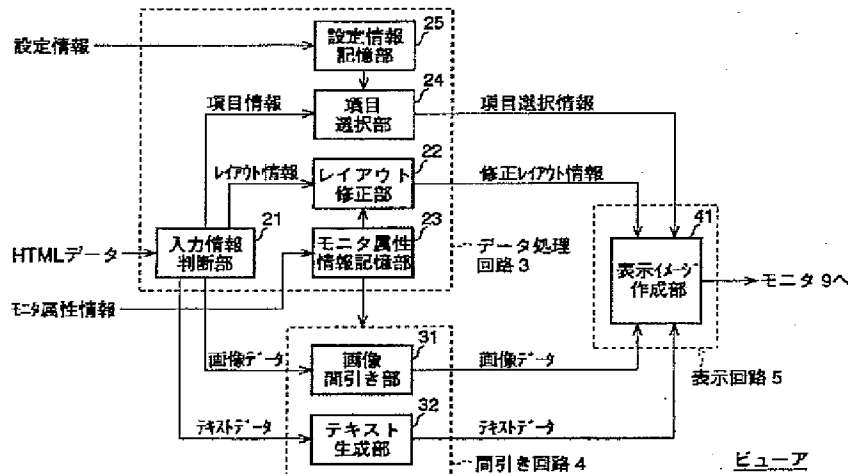 25
設定情報
設定情報
記憶部
24
項目情報
項目
選択部
項目選択情報
22
レイアウト情報
レイアウト
修正部
修正レイアウト情報
21
23
41
HTMLデータ
入力情報
判断部
モニタ属性
情報記憶部
データ処理
回路3
表示イメージ
作成部
モニタ9へ
モニタ属性情報
31
画像データ
画像
間引き部
画像データ
表示回路5
32
テキストデータ
テキスト
生成部
テキストデータ
間引き回路4
ビューア